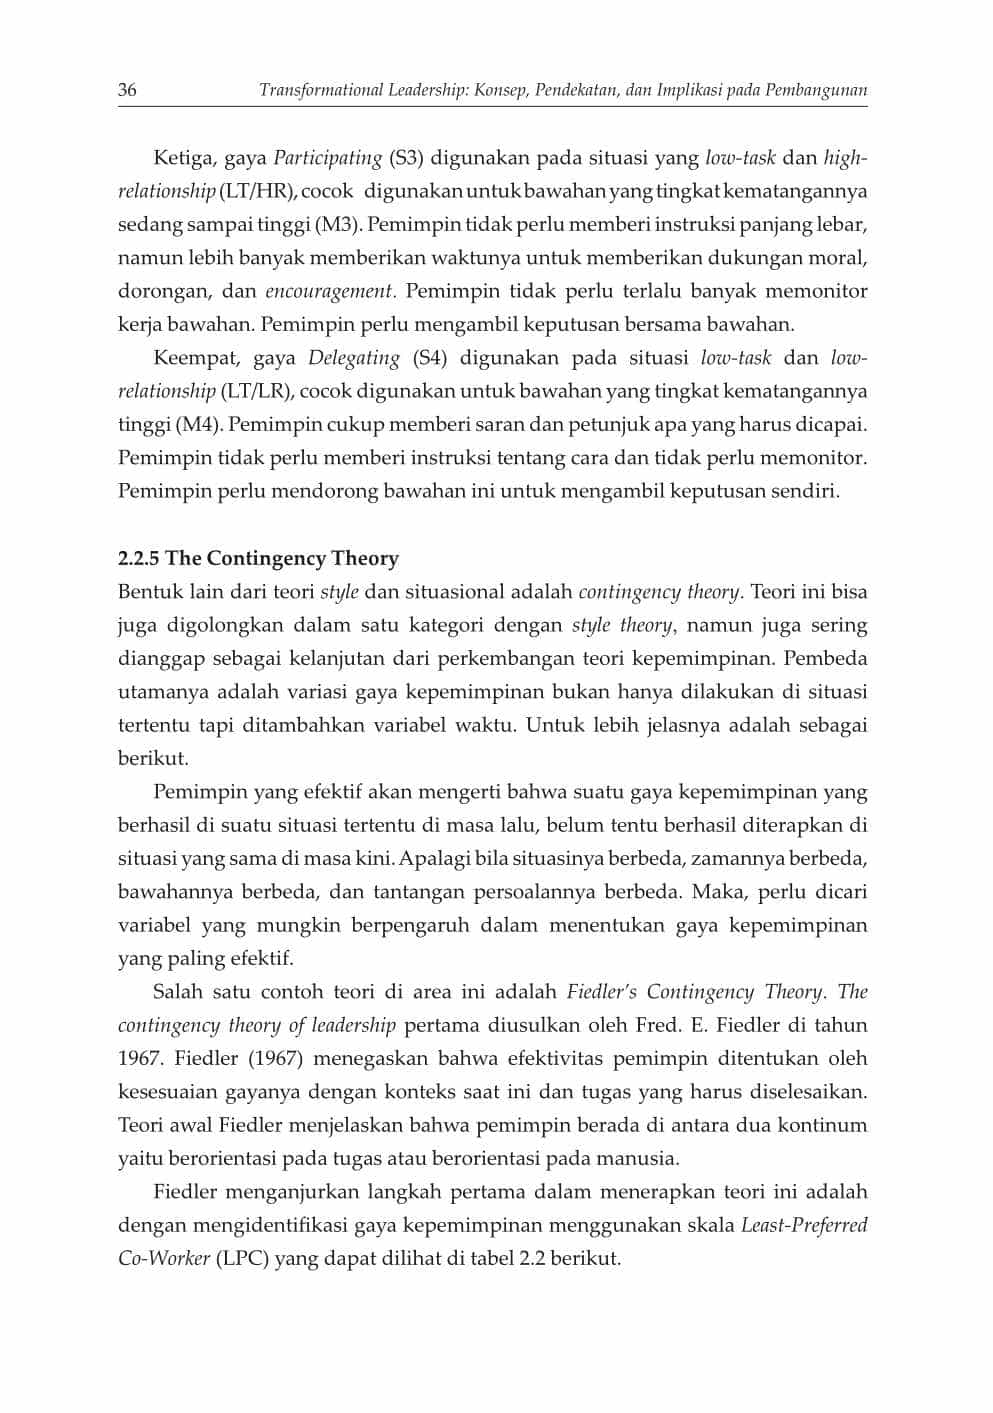 36 Transformational Leadership: Konsep, Pendekatan, dan Implikasi pada Pembangunan
Ketiga, gaya Participating (S3) digunakan pada situasi yang low-task dan high-
relationship (LT/HR), cocok digunakan untuk bawahan yang tingkat kematangannya
sedang sampai tinggi (M3). Pemimpin tidak perlu memberi instruksi panjang lebar,
namun lebih banyak memberikan waktunya untuk memberikan dukungan moral,
dorongan, dan encouragement. Pemimpin tidak perlu terlalu banyak memonitor
kerja bawahan. Pemimpin perlu mengambil keputusan bersama bawahan.
Keempat, gaya Delegating (S4) digunakan pada situasi low-task dan low-
relationship (LT/LR), cocok digunakan untuk bawahan yang tingkat kematangannya
tinggi (M4). Pemimpin cukup memberi saran dan petunjuk apa yang harus dicapai.
Pemimpin tidak perlu memberi instruksi tentang cara dan tidak perlu memonitor.
Pemimpin perlu mendorong bawahan ini untuk mengambil keputusan sendiri.
2.2.5 The Contingency Theory
Bentuk lain dari teori style dan situasional adalah contingency theory. Teori ini bisa
juga digolongkan dalam satu kategori dengan style theory, namun juga sering
dianggap sebagai kelanjutan dari perkembangan teori kepemimpinan. Pembeda
utamanya adalah variasi gaya kepemimpinan bukan hanya dilakukan di situasi
tertentu tapi ditambahkan variabel waktu. Untuk lebih jelasnya adalah sebagai
berikut.
Pemimpin yang efektif akan mengerti bahwa suatu gaya kepemimpinan yang
berhasil di suatu situasi tertentu di masa lalu, belum tentu berhasil diterapkan di
situasi yang sama di masa kini. Apalagi bila situasinya berbeda, zamannya berbeda,
bawahannya berbeda, dan tantangan persoalannya berbeda. Maka, perlu dicari
variabel yang mungkin berpengaruh dalam menentukan gaya kepemimpinan
yang paling efektif.
Salah satu contoh teori di area ini adalah Fiedler’s Contingency Theory. The
contingency theory of leadership pertama diusulkan oleh Fred. E. Fiedler di tahun
1967. Fiedler (1967) menegaskan bahwa efektivitas pemimpin ditentukan oleh
kesesuaian gayanya dengan konteks saat ini dan tugas yang harus diselesaikan.
Teori awal Fiedler menjelaskan bahwa pemimpin berada di antara dua kontinum
yaitu berorientasi pada tugas atau berorientasi pada manusia.
Fiedler menganjurkan langkah pertama dalam menerapkan teori ini adalah
dengan mengidentifikasi gaya kepemimpinan menggunakan skala Least-Preferred
Co-Worker (LPC) yang dapat dilihat di tabel 2.2 berikut.